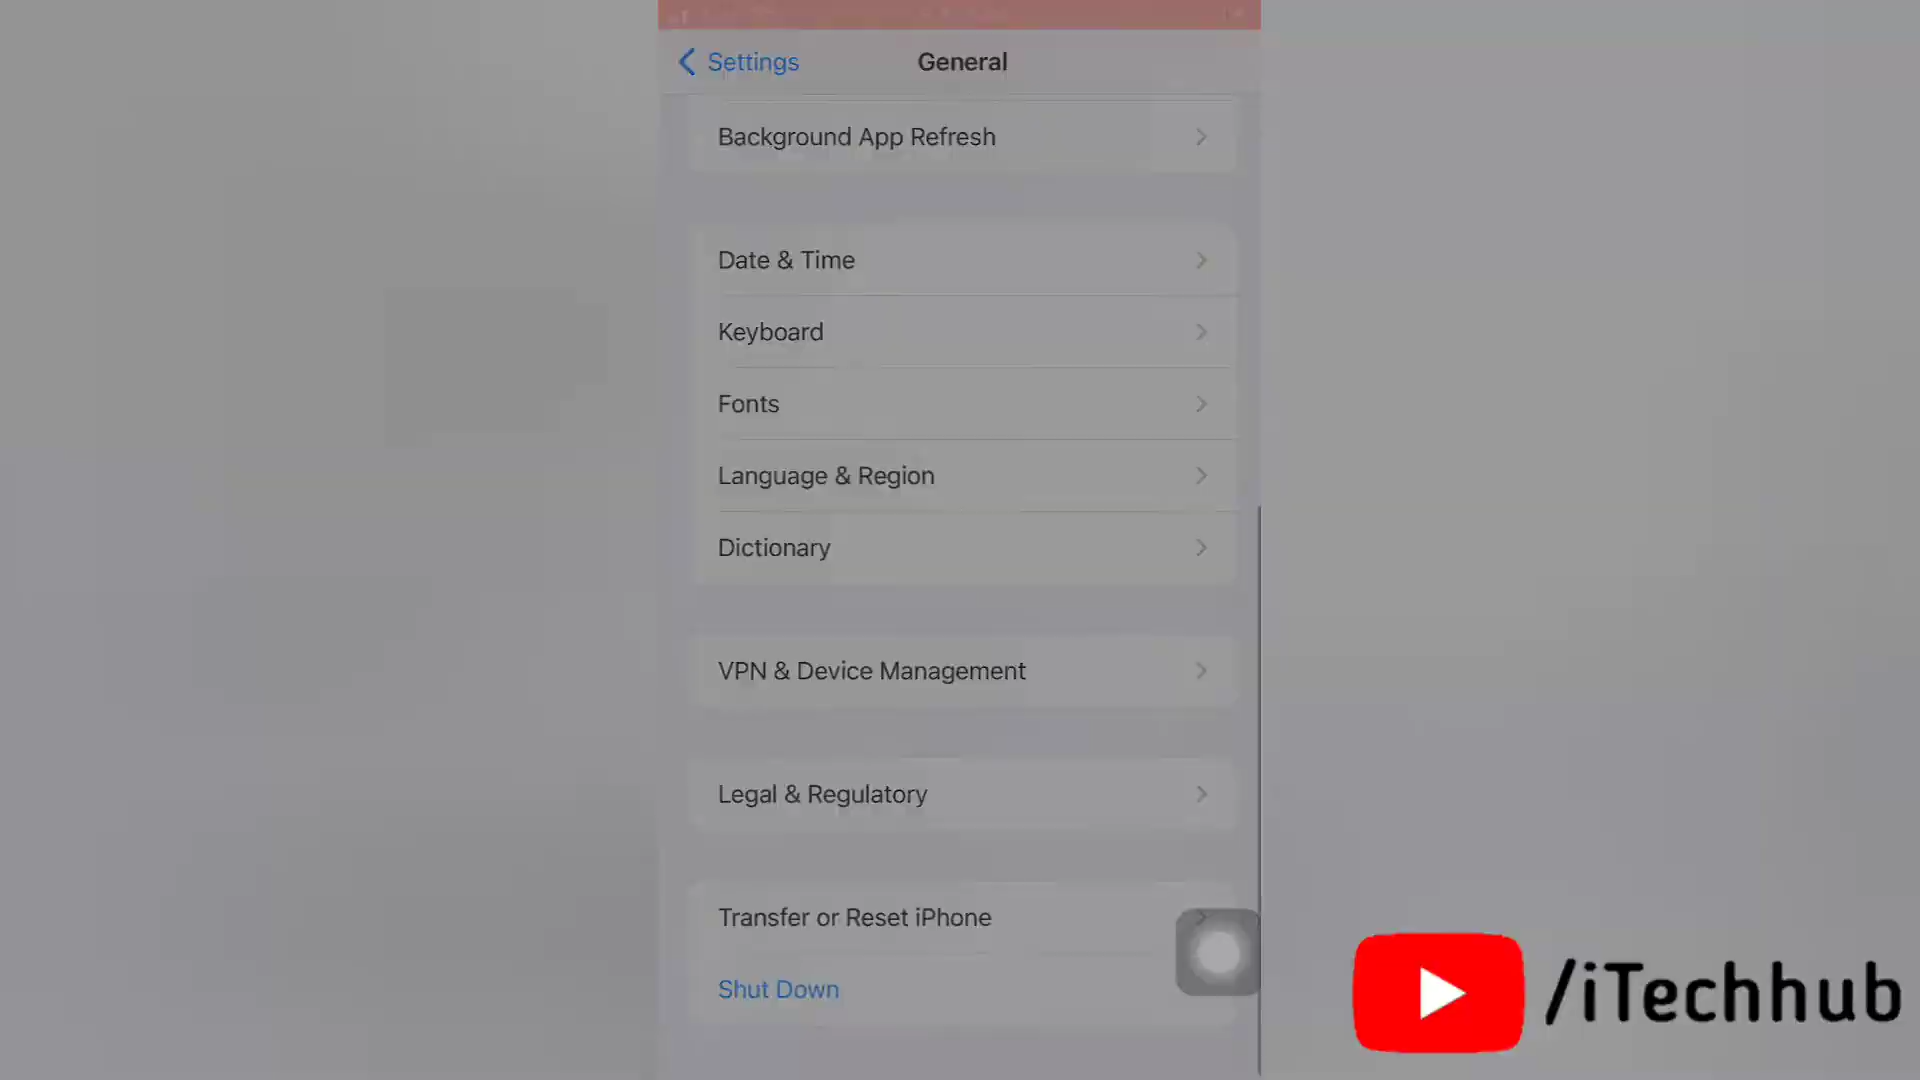 Settings
General
Background App Refresh
Date & Time
Keyboard
Fonts
Language & Region
Dictionary
VPN & Device Management
Legal & Regulatory
Transfer or Reset iPhone
Shut Down
/iTechhub